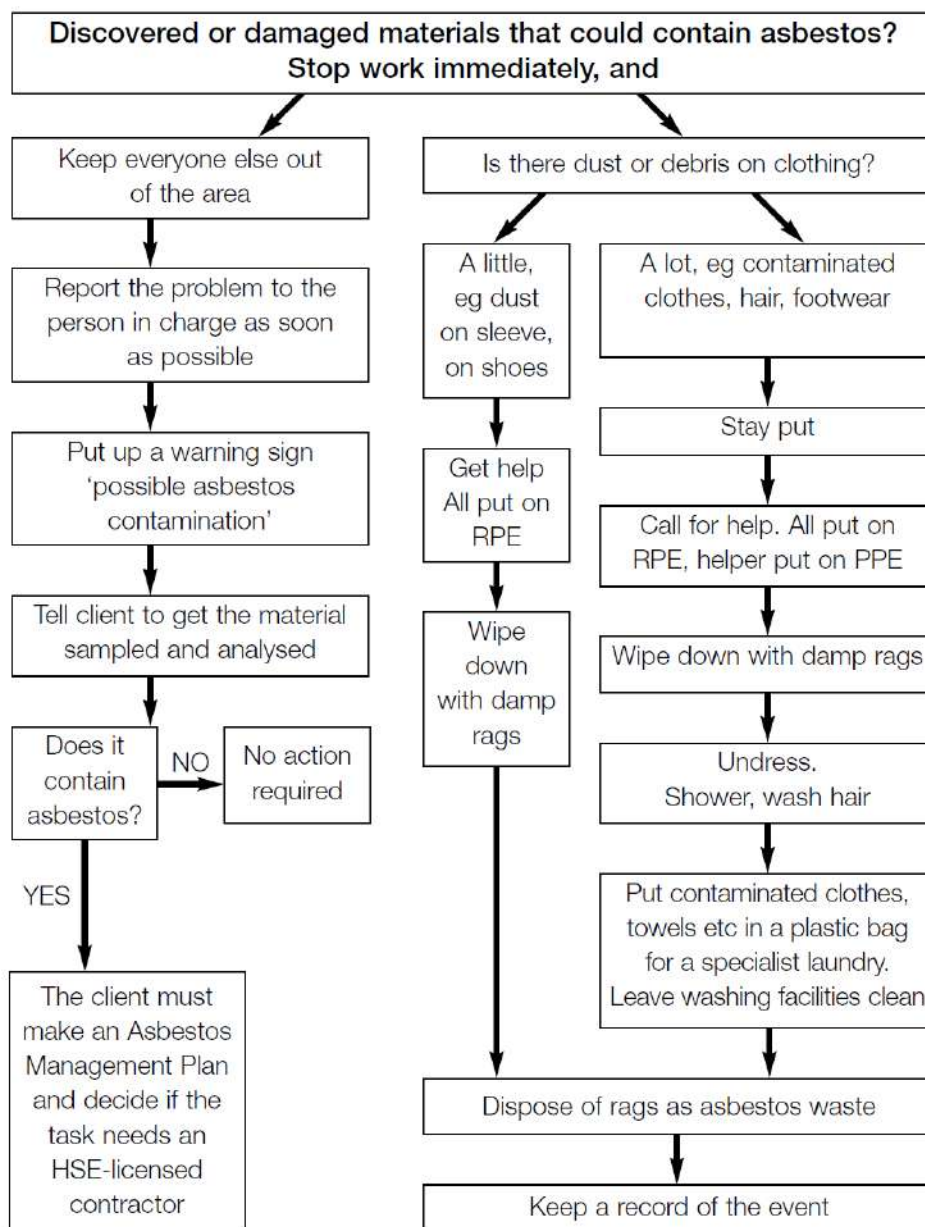 Discovered or damaged materials that could contain asbestos?
Stop work immediately, and
Keep everyone else out
of the area
Report the problem to the
person in charge as soon
as possible
Put up a warning sign
‘possible asbestos
contamination’
Tell client to get the material
sampled and analysed
Does it
contain
asbestos?
NO
No action
required
YES
The client must
make an Asbestos
Management Plan
and decide if the
task needs an
HSE-licensed
contractor
Is there dust or debris on clothing?
A little,
eg dust
on sleeve,
on shoes
Get help
All put on
RPE
Wipe
down
with damp
rags
A lot, eg contaminated
clothes, hair, footwear
Stay put
Call for help. All put on
RPE, helper put on PPE
Wipe down with damp rags
Undress.
Shower, wash hair
Put contaminated clothes,
towels etc in a plastic bag
for a specialist laundry.
Leave washing facilities clean
Dispose of rags as asbestos waste
Keep a record of the event